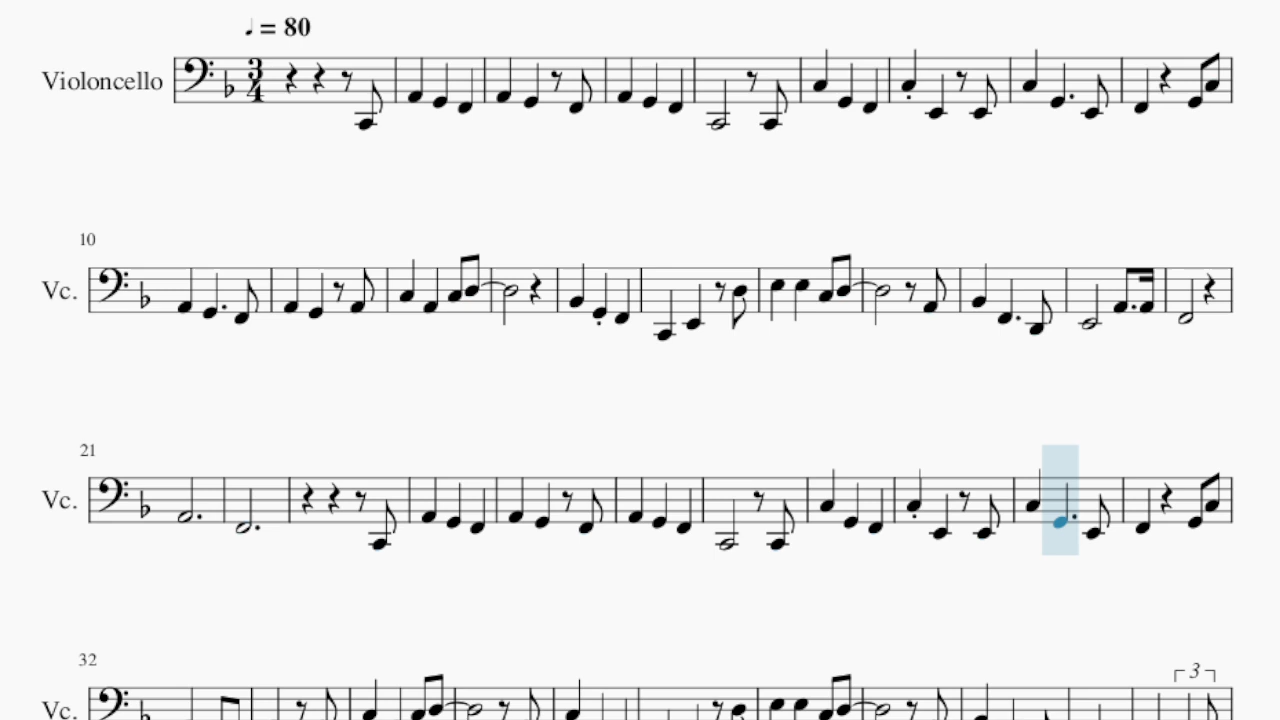 ♩ = 80
Violoncello
3
4
10
Vc.
21
Vc.
32
3
Vc.